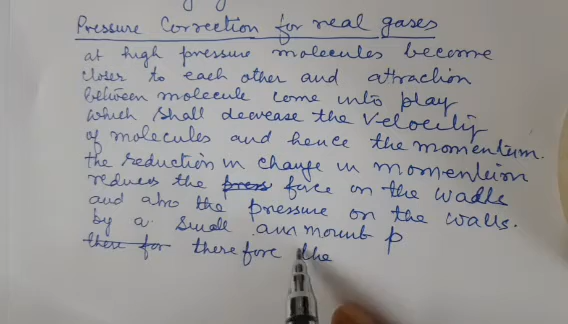 Pressure Correction for real gases
at high pressure molecules become
closer to each other and attraction
between molecule come into play
which shall decrease the velocity
of molecules and hence the momentum.
the reduction in change in momentum
reduces the press force on the walls
and also the pressure on the walls.
by a small ammount p
there for therefore the